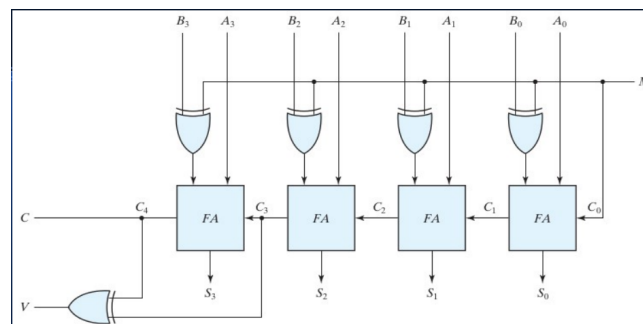 B₃ A₃ B₂ A₂ B₁ A₁ B₀ A₀
C C₄ FA C₃ FA C₂ FA C₁ FA C₀
V S₃ S₂ S₁ S₀